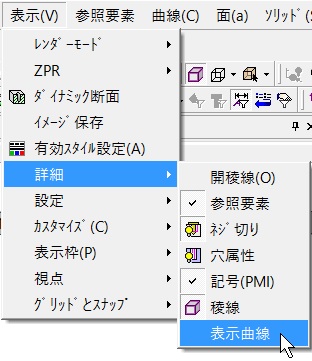 表示(V) 参照要素 曲線(C) 面(a) ｿﾘｯﾄﾞ(S
ﾚﾝﾀﾞｰﾓｰﾄﾞ
ZPR
ﾀﾞｲﾅﾐｯｸ断面
ｲﾒｰｼﾞ保存
有効ｽﾀｲﾙ設定(A)
詳細
設定
ｶｽﾀﾏｲｽﾞ(C)
表示枠(P)
視点
ｸﾞﾘｯﾄﾞとｽﾅｯﾌﾟ
開稜線(O)
参照要素
ﾈｼﾞ切り
穴属性
記号(PMI)
稜線
表示曲線